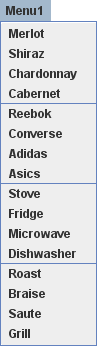 Menu1
Merlot
Shiraz
Chardonnay
Cabernet
Reebok
Converse
Adidas
Asics
Stove
Fridge
Microwave
Dishwasher
Roast
Braise
Saute
Grill